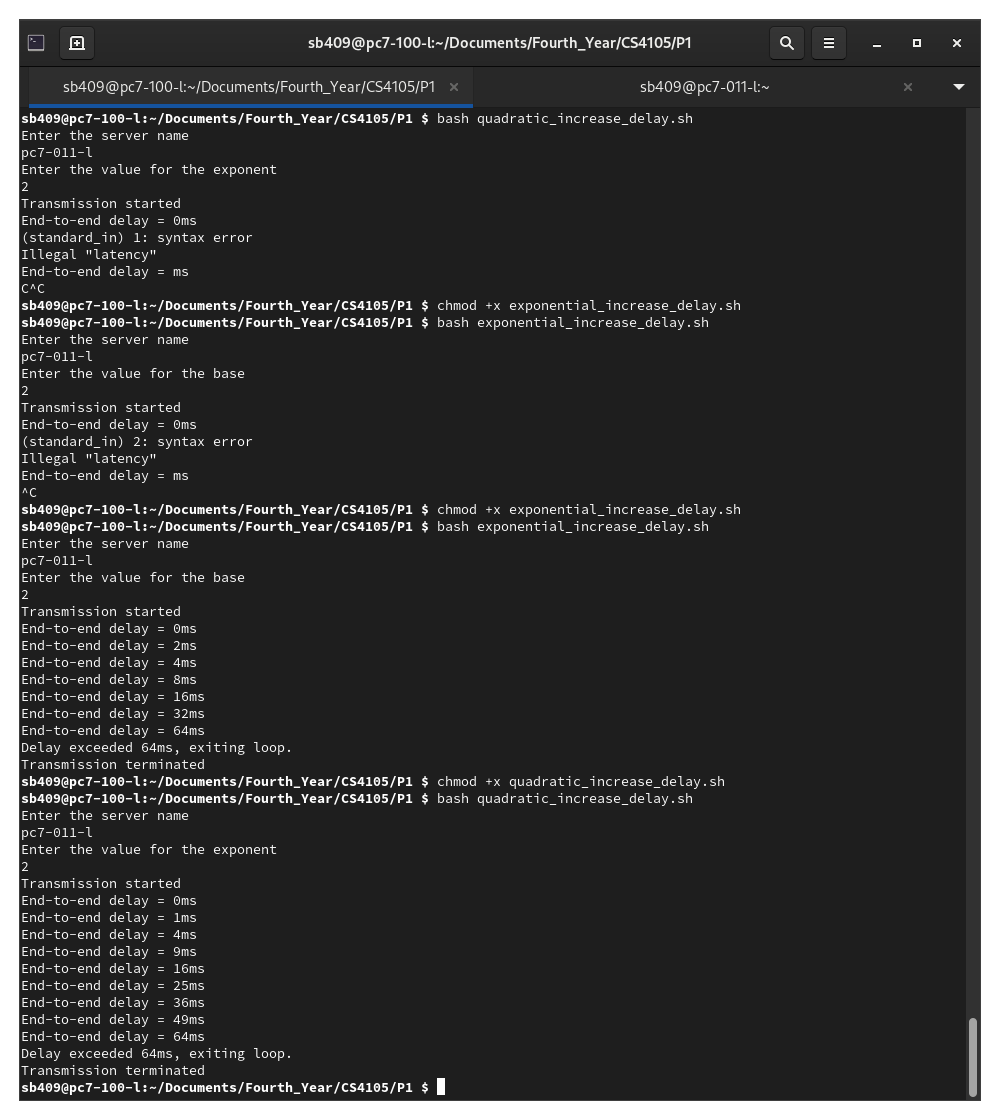 sb409@pc7-100-l:~/Documents/Fourth_Year/CS4105/P1
sb409@pc7-100-l:~/Documents/Fourth_Year/CS4105/P1
sb409@pc7-011-l:~
sb409@pc7-100-l:~/Documents/Fourth_Year/CS4105/P1 $ bash quadratic_increase_delay.sh
Enter the server name
pc7-011-l
Enter the value for the exponent
2
Transmission started
End-to-end delay = 0ms
(standard_in) 1: syntax error
Illegal "latency"
End-to-end delay = ms
C^C
sb409@pc7-100-l:~/Documents/Fourth_Year/CS4105/P1 $ chmod +x exponential_increase_delay.sh
sb409@pc7-100-l:~/Documents/Fourth_Year/CS4105/P1 $ bash exponential_increase_delay.sh
Enter the server name
pc7-011-l
Enter the value for the base
2
Transmission started
End-to-end delay = 0ms
(standard_in) 2: syntax error
Illegal "latency"
End-to-end delay = ms
^C
sb409@pc7-100-l:~/Documents/Fourth_Year/CS4105/P1 $ chmod +x exponential_increase_delay.sh
sb409@pc7-100-l:~/Documents/Fourth_Year/CS4105/P1 $ bash exponential_increase_delay.sh
Enter the server name
pc7-011-l
Enter the value for the base
2
Transmission started
End-to-end delay = 0ms
End-to-end delay = 2ms
End-to-end delay = 4ms
End-to-end delay = 8ms
End-to-end delay = 16ms
End-to-end delay = 32ms
End-to-end delay = 64ms
Delay exceeded 64ms, exiting loop.
Transmission terminated
sb409@pc7-100-l:~/Documents/Fourth_Year/CS4105/P1 $ chmod +x quadratic_increase_delay.sh
sb409@pc7-100-l:~/Documents/Fourth_Year/CS4105/P1 $ bash quadratic_increase_delay.sh
Enter the server name
pc7-011-l
Enter the value for the exponent
2
Transmission started
End-to-end delay = 0ms
End-to-end delay = 1ms
End-to-end delay = 4ms
End-to-end delay = 9ms
End-to-end delay = 16ms
End-to-end delay = 25ms
End-to-end delay = 36ms
End-to-end delay = 49ms
End-to-end delay = 64ms
Delay exceeded 64ms, exiting loop.
Transmission terminated
sb409@pc7-100-l:~/Documents/Fourth_Year/CS4105/P1 $